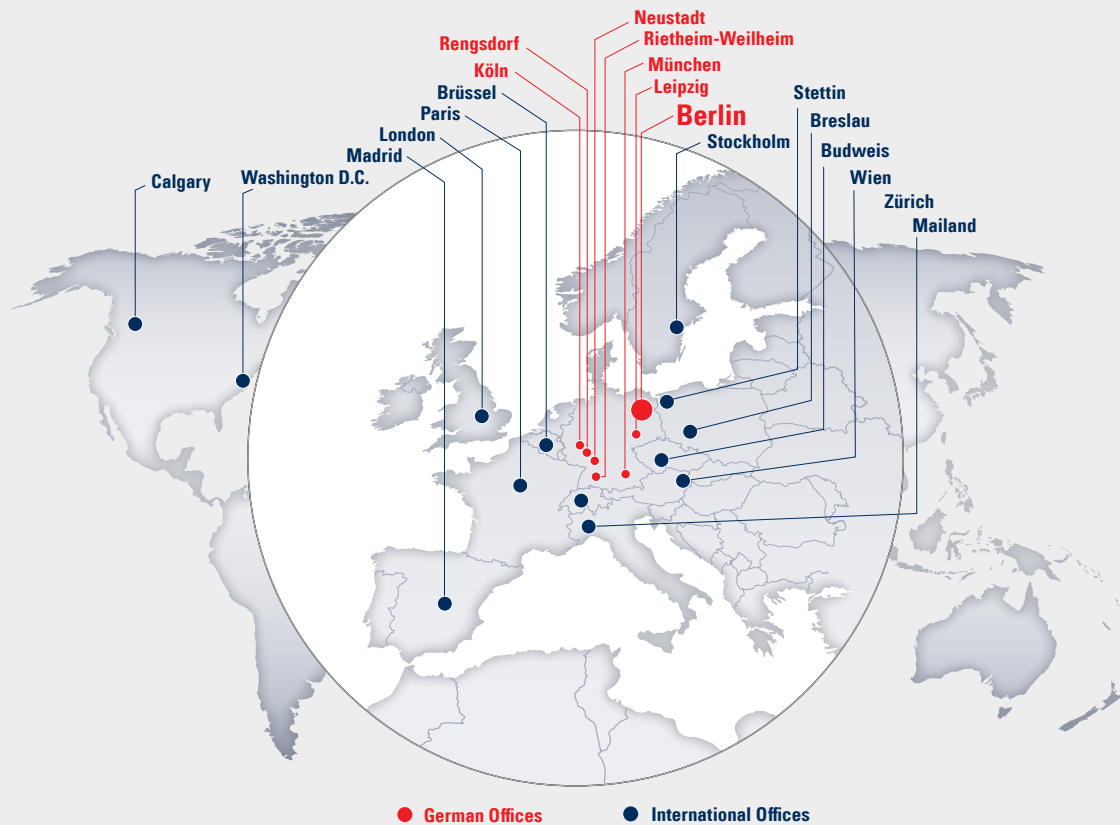 Neustadt
Rietheim-Weilheim
Rengsdorf
München
Köln
Leipzig
Brüssel
Stettin
Paris
Berlin
Breslau
London
Stockholm
Madrid
Budweis
Calgary
Washington D.C.
Wien
Zürich
Mailand
German Offices
International Offices